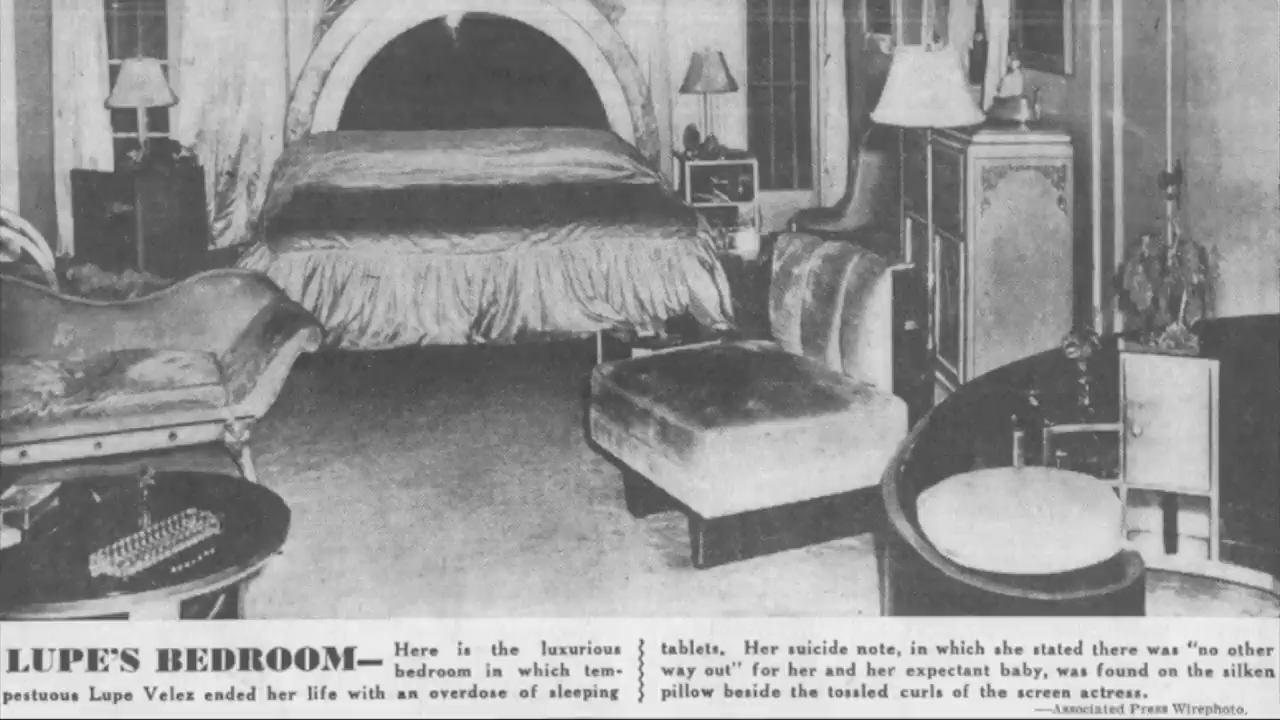 LUPE'S BEDROOM—
Here is the luxurious
bedroom in which tem-
pestuous Lupe Velez ended her life with an overdose of sleeping
tablets. Her suicide note, in which she stated there was "no other
way out" for her and her expectant baby, was found on the silken
pillow beside the tossled curls of the screen actress.
—Associated Press Wirephoto.